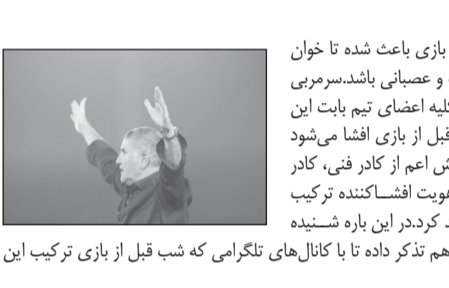 بازی باعث شده تا خوان
و عصبانی باشد.سرمربی
کلیه اعضای تیم بابت این
قبل از بازی افشا می‌شود
ش اعم از کادر فنی، کادر
هویت افشــاکننده ترکیب
د کرد.در این باره شــنیده
هم تذکر داده تا با کانال‌های تلگرامی که شب قبل از بازی ترکیب این